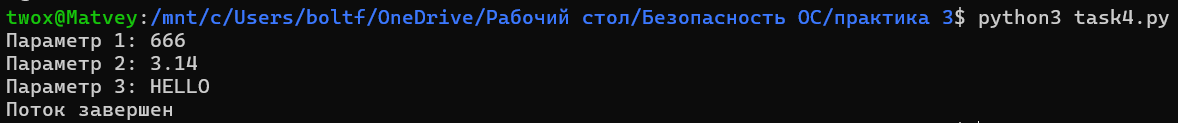 twox@Matvey:/mnt/c/Users/boltf/OneDrive/Рабочий стол/Безопасность ОС/практика 3$ python3 task4.py
Параметр 1: 666
Параметр 2: 3.14
Параметр 3: HELLO
Поток завершен